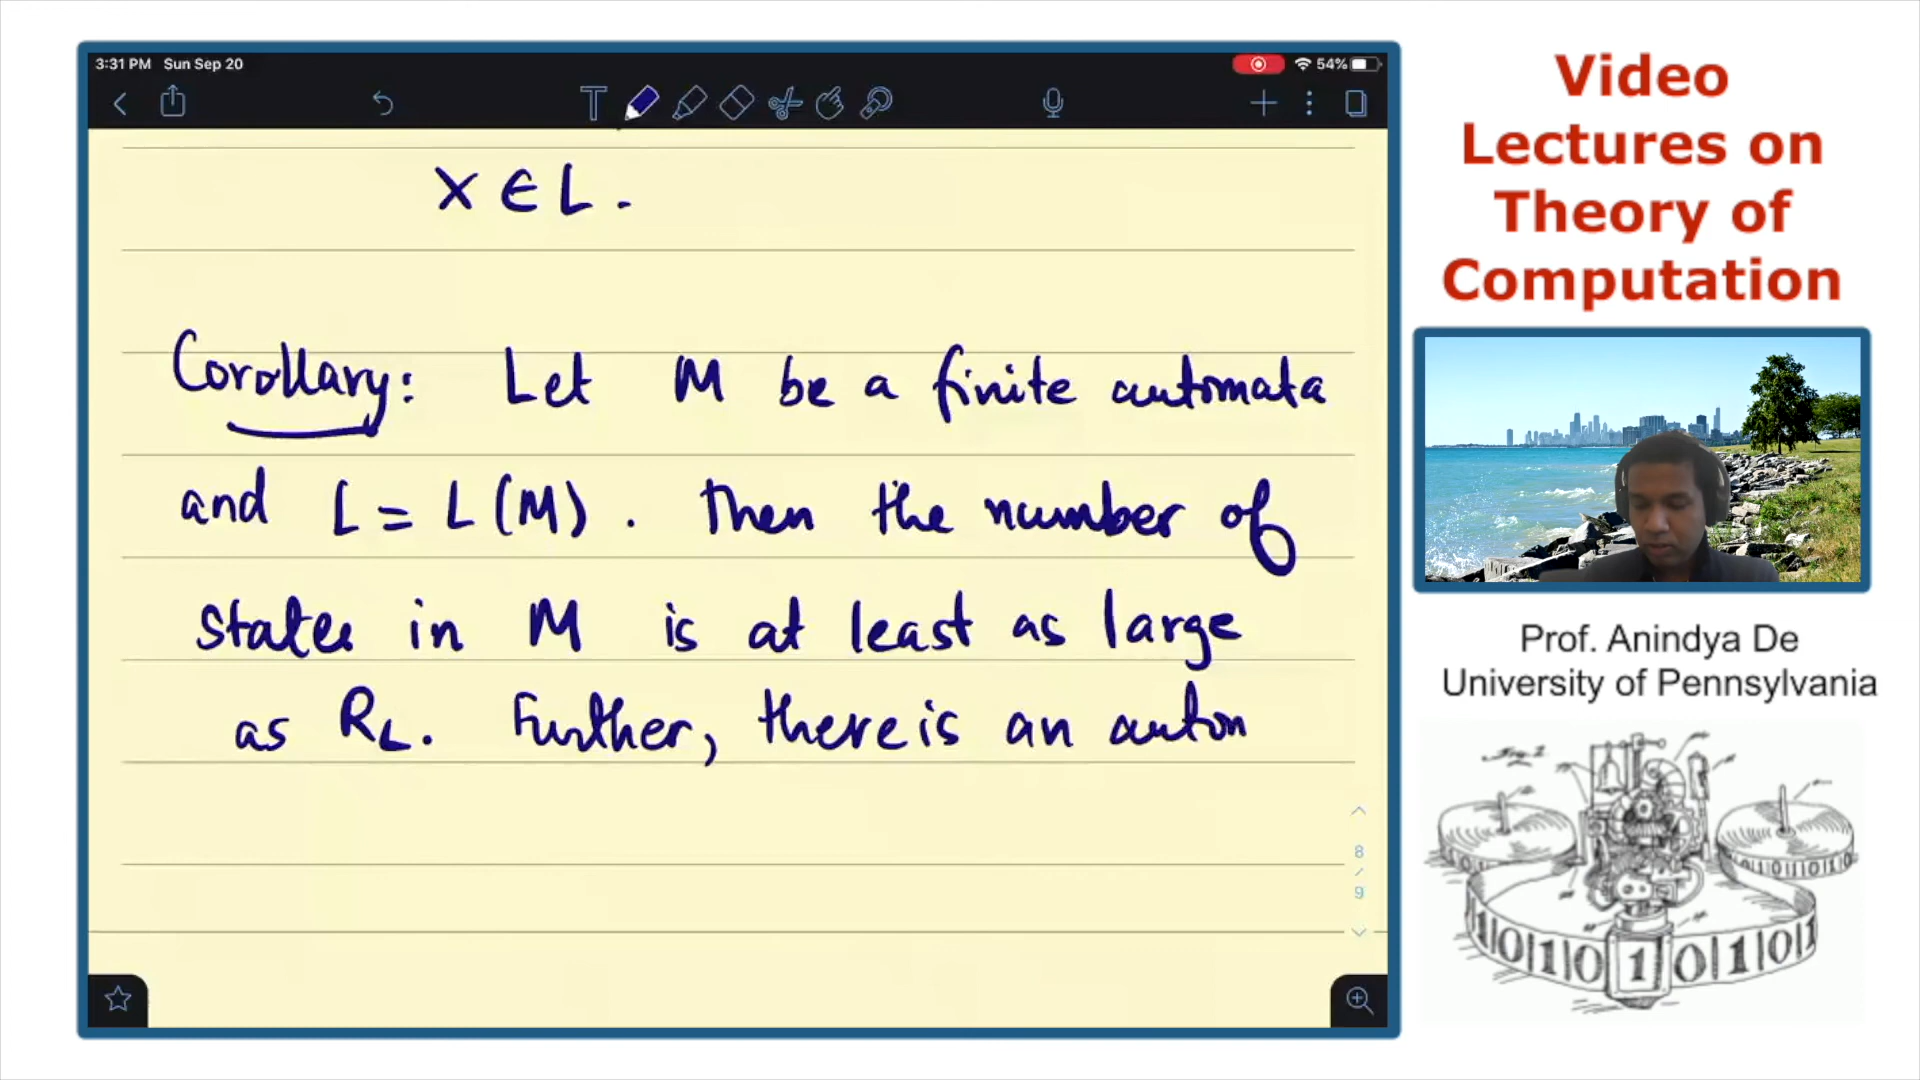 3:31 PM Sun Sep 20
54%
x ∈ L.
Corollary: Let M be a finite automata
and L = L(M). Then the number of
states in M is at least as large
as R_L. Further, there is an autom
8
/
9
Video
Lectures on
Theory of
Computation
Prof. Anindya De
University of Pennsylvania